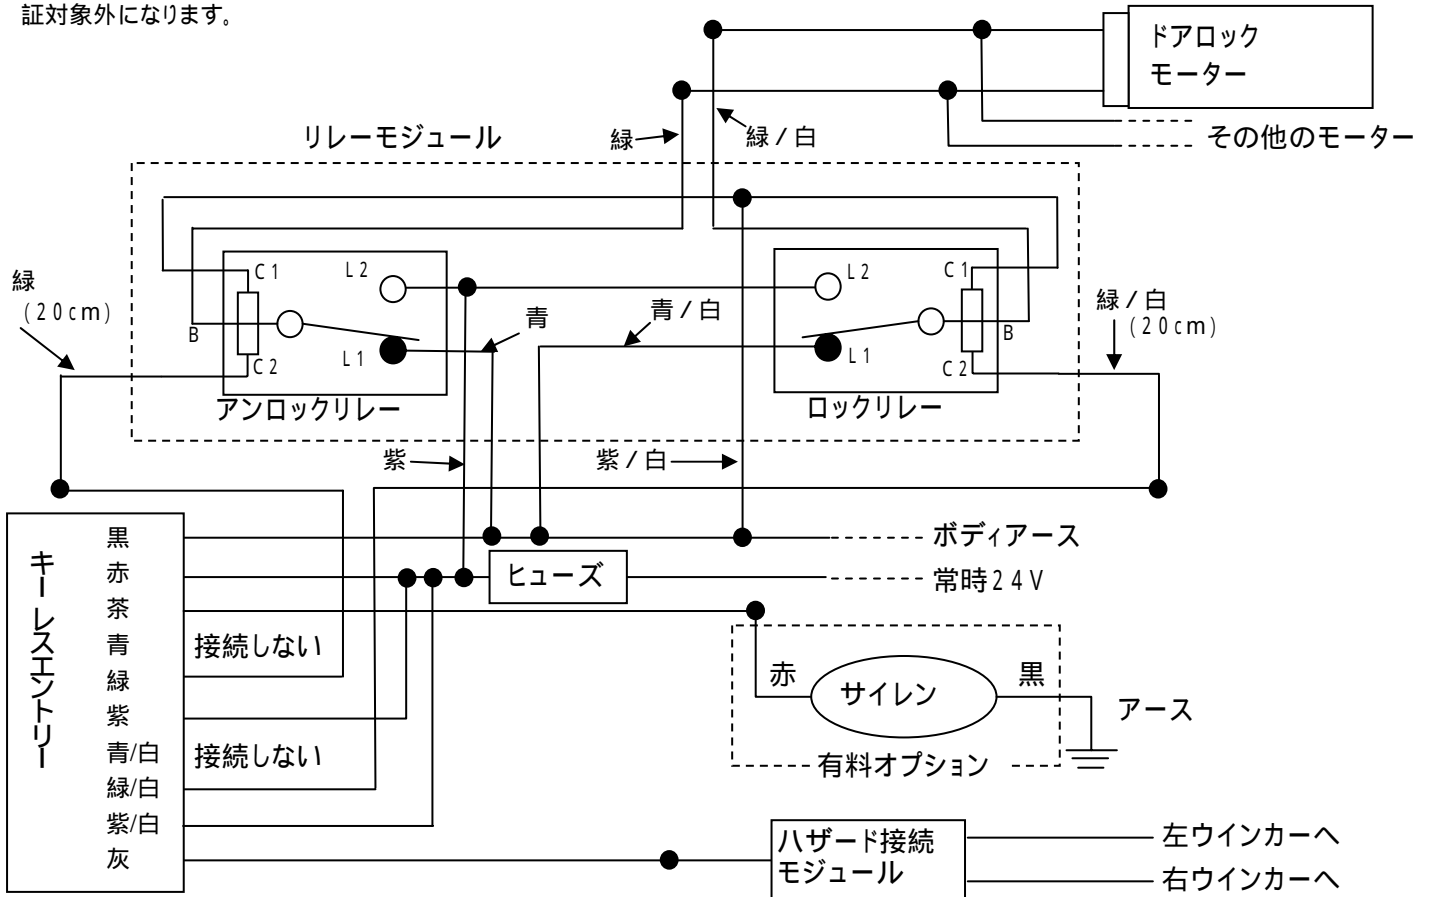 証対象外になります。
ドアロック
モーター
その他のモーター
リレーモジュール
緑
緑/白
緑
(20cm)
C1
L2
B
L1
C2
アンロックリレー
青
青/白
L2
C1
L1
B
C2
ロックリレー
緑/白
(20cm)
紫
紫/白
キーレスエントリー
黒
赤
茶
青
接続しない
緑
紫
青/白
接続しない
緑/白
紫/白
灰
ボディアース
ヒューズ
常時24V
赤
サイレン
黒
アース
有料オプション
ハザード接続
モジュール
左ウインカーへ
右ウインカーへ